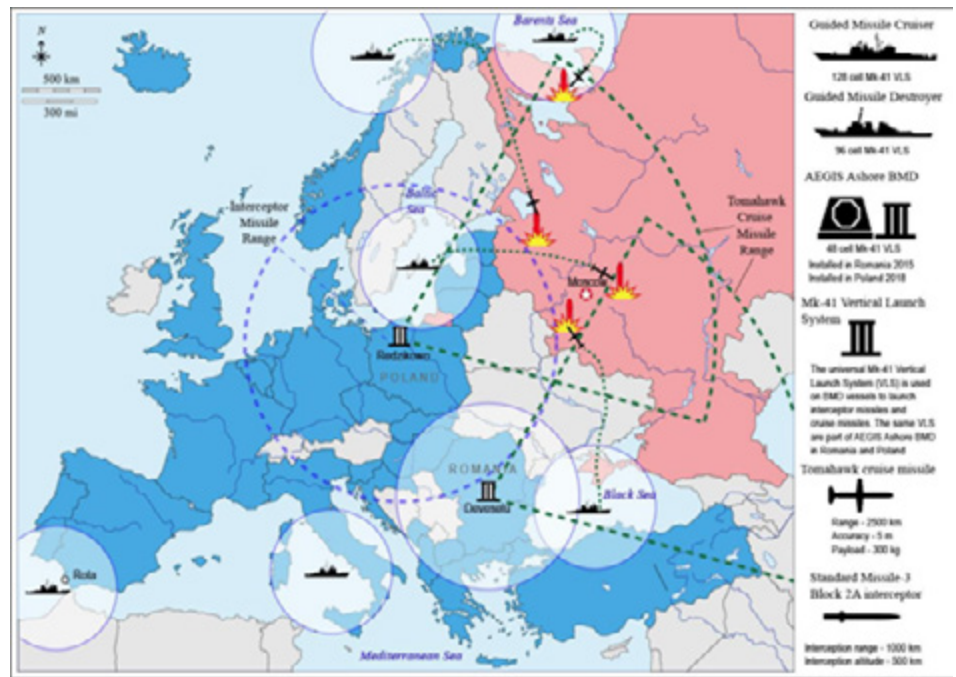 N
500 km
300 mi
Barents Sea
Interceptor
Missile
Range
Baltic
Sea
Tomahawk
Cruise
Missile
Range
Moscow
Redzikowo
POLAND
ROMANIA
Deveselu
Black Sea
Rota
Mediterranean Sea
Guided Missile Cruiser
128 cell Mk-41 VLS
Guided Missile Destroyer
96 cell Mk-41 VLS
AEGIS Ashore BMD
48 cell Mk-41 VLS
Installed in Romania 2015
Installed in Poland 2018
Mk-41 Vertical Launch
System
The universal Mk-41 Vertical
Launch System (VLS) is used
on BMD vessels to launch
interceptor missiles and
cruise missiles. The same VLS
are part of AEGIS Ashore BMD
in Romania and Poland
Tomahawk cruise missile
Range - 2500 km
Accuracy - 5 m
Payload - 300 kg
Standard Missile-3
Block 2A interceptor
Interception range - 1000 km
Interception altitude - 500 km